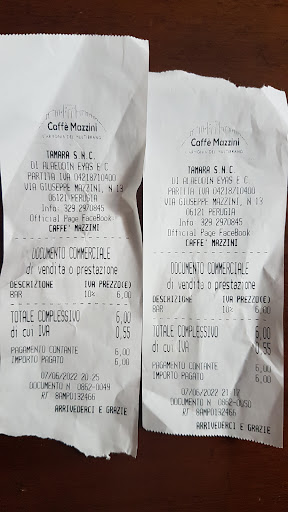 Caffè Mazzini
TAMARA S.N.C.
DI ALAEDDIN EYAS E C
PARTITA IVA 04218710400
VIA GIUSEPPE MAZZINI, N 13
06121 PERUGIA
Info: 329 2970845
Official Page FaceBook
CAFFE' MAZZINI
DOCUMENTO COMMERCIALE
di vendita o prestazione
DESCRIZIONE IVA PREZZO(€)
BAR 10% 6,00
TOTALE COMPLESSIVO 6,00
di cui IVA 0,55
PAGAMENTO CONTANTE 6,00
IMPORTO PAGATO 6,00
07/06/2022 20:25
DOCUMENTO N. 0862-0049
RT 8AMPD132466
ARRIVEDERCI E GRAZIE
Caffè Mazzini
TAMARA S.N.C.
DI ALAEDDIN EYAS E C
PARTITA IVA 04218710400
VIA GIUSEPPE MAZZINI, N 13
06121 PERUGIA
Info: 329 2970845
Official Page FaceBook
CAFFE' MAZZINI
DOCUMENTO COMMERCIALE
di vendita o prestazione
DESCRIZIONE IVA PREZZO(€)
BAR 10% 6,00
TOTALE COMPLESSIVO 6,00
di cui IVA 0,55
PAGAMENTO CONTANTE 6,00
IMPORTO PAGATO 6,00
07/06/2022 21:17
DOCUMENTO N. 0862-0050
RT 8AMPD132466
ARRIVEDERCI E GRAZIE